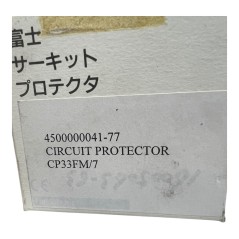 富士
サーキット
プロテクタ
4500000041-77
CIRCUIT PROTECTOR
CP33FM/7